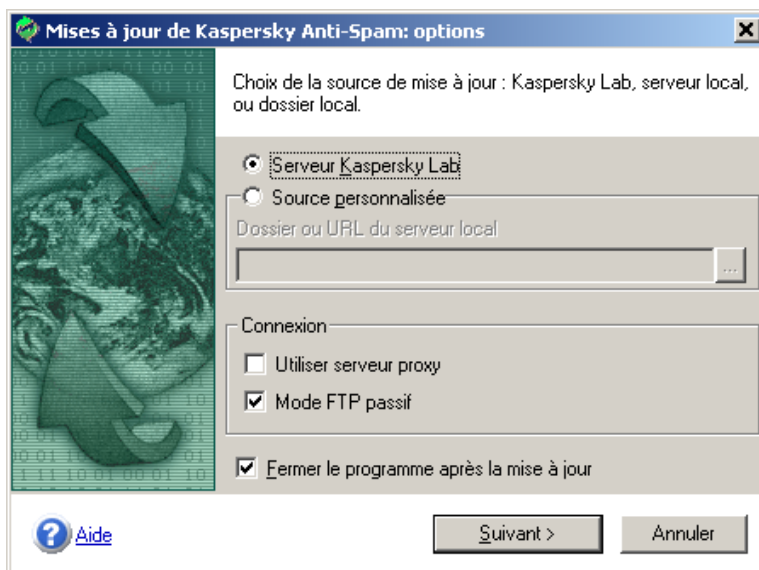 Mises à jour de Kaspersky Anti-Spam: options
Choix de la source de mise à jour : Kaspersky Lab, serveur local,
ou dossier local.
Serveur Kaspersky Lab
Source personnalisée
Dossier ou URL du serveur local
...
Connexion
Utiliser serveur proxy
Mode FTP passif
Fermer le programme après la mise à jour
Aide
Suivant >
Annuler